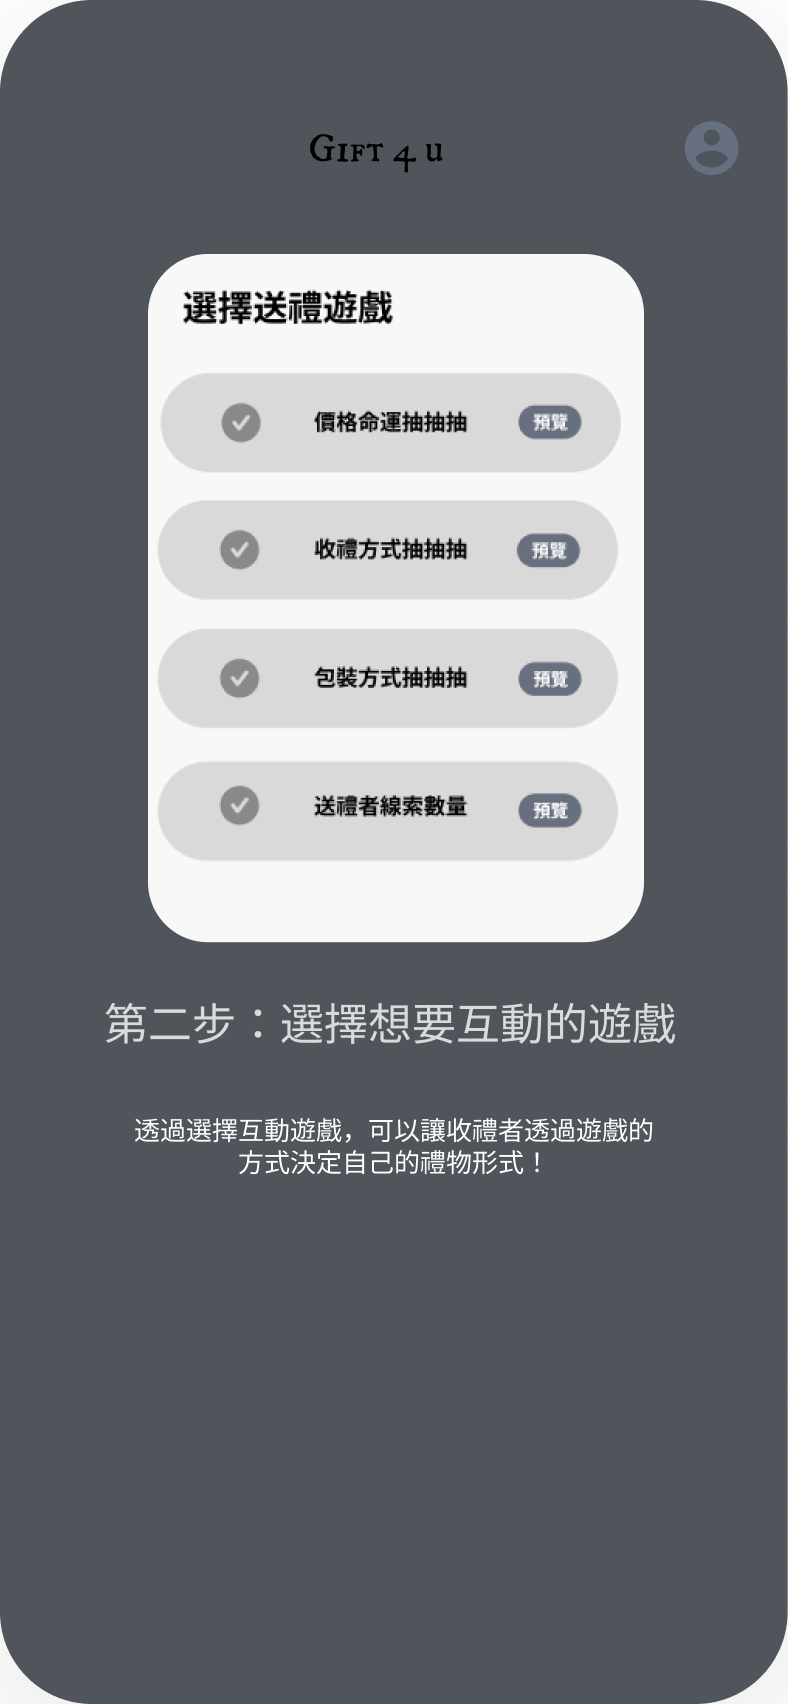 Gift 4 u
選擇送禮遊戲
價格命運抽抽抽 預覽
收禮方式抽抽抽 預覽
包裝方式抽抽抽 預覽
送禮者線索數量 預覽
第二步：選擇想要互動的遊戲
透過選擇互動遊戲，可以讓收禮者透過遊戲的
方式決定自己的禮物形式！